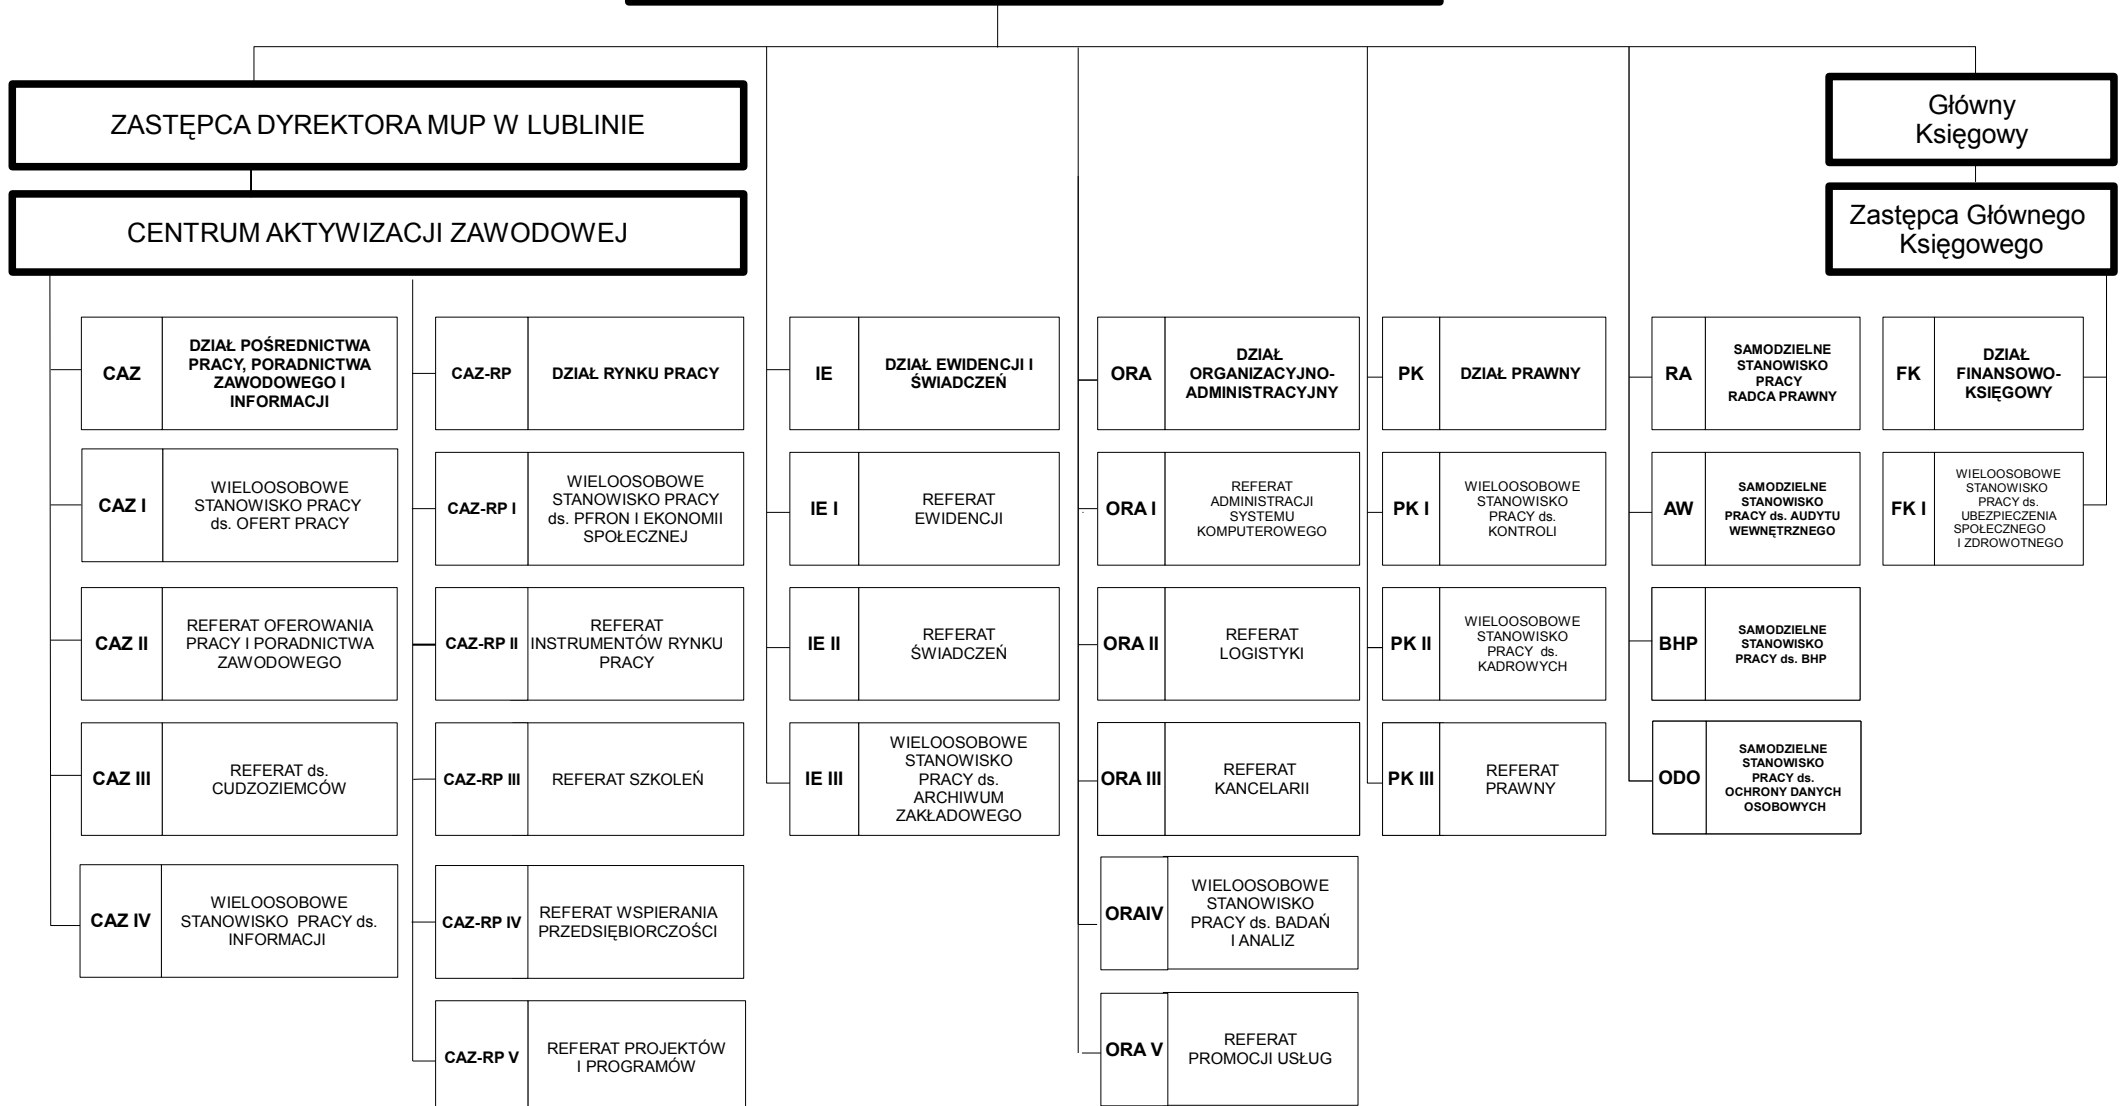 ZASTĘPCA DYREKTORA MUP W LUBLINIE
Główny
Księgowy
CENTRUM AKTYWIZACJI ZAWODOWEJ
Zastępca Głównego
Księgowego
CAZ
DZIAŁ POŚREDNICTWA
PRACY, PORADNICTWA
ZAWODOWEGO I
INFORMACJI
CAZ I
WIELOOSOBOWE
STANOWISKO PRACY
ds. OFERT PRACY
CAZ II
REFERAT OFEROWANIA
PRACY I PORADNICTWA
ZAWODOWEGO
CAZ III
REFERAT ds.
CUDZOZIEMCÓW
CAZ IV
WIELOOSOBOWE
STANOWISKO PRACY ds.
INFORMACJI
CAZ-RP
DZIAŁ RYNKU PRACY
CAZ-RP I
WIELOOSOBOWE
STANOWISKO PRACY
ds. PFRON I EKONOMII
SPOŁECZNEJ
CAZ-RP II
REFERAT
INSTRUMENTÓW RYNKU
PRACY
CAZ-RP III
REFERAT SZKOLEŃ
CAZ-RP IV
REFERAT WSPIERANIA
PRZEDSIĘBIORCZOŚCI
CAZ-RP V
REFERAT PROJEKTÓW
I PROGRAMÓW
IE
DZIAŁ EWIDENCJI I
ŚWIADCZEŃ
IE I
REFERAT
EWIDENCJI
IE II
REFERAT
ŚWIADCZEŃ
IE III
WIELOOSOBOWE
STANOWISKO
PRACY ds.
ARCHIWUM
ZAKŁADOWEGO
ORA
DZIAŁ
ORGANIZACYJNO-
ADMINISTRACYJNY
ORA I
REFERAT
ADMINISTRACJI
SYSTEMU
KOMPUTEROWEGO
ORA II
REFERAT
LOGISTYKI
ORA III
REFERAT
KANCELARII
ORAIV
WIELOOSOBOWE
STANOWISKO
PRACY ds. BADAŃ
I ANALIZ
ORA V
REFERAT
PROMOCJI USŁUG
PK
DZIAŁ PRAWNY
PK I
WIELOOSOBOWE
STANOWISKO
PRACY ds.
KONTROLI
PK II
WIELOOSOBOWE
STANOWISKO
PRACY ds.
KADROWYCH
PK III
REFERAT
PRAWNY
RA
SAMODZIELNE
STANOWISKO
PRACY
RADCA PRAWNY
AW
SAMODZIELNE
STANOWISKO
PRACY ds. AUDYTU
WEWNĘTRZNEGO
BHP
SAMODZIELNE
STANOWISKO
PRACY ds. BHP
ODO
SAMODZIELNE
STANOWISKO
PRACY ds.
OCHRONY DANYCH
OSOBOWYCH
FK
DZIAŁ
FINANSOWO-
KSIĘGOWY
FK I
WIELOOSOBOWE
STANOWISKO
PRACY ds.
UBEZPIECZENIA
SPOŁECZNEGO
I ZDROWOTNEGO